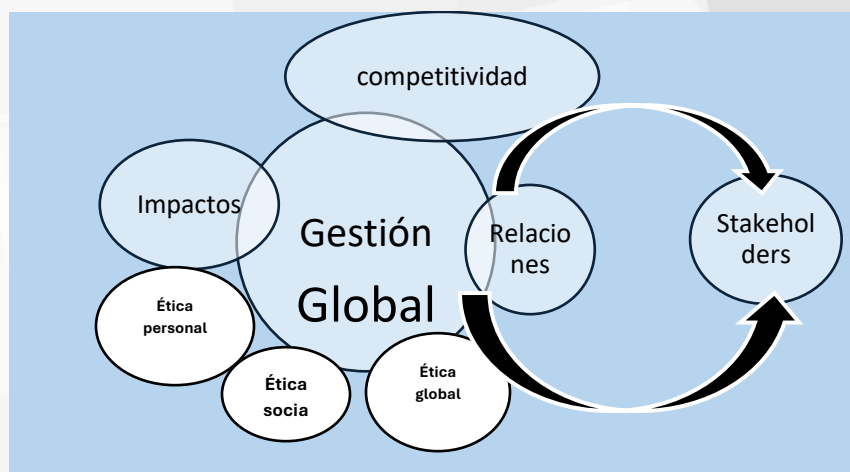 competitividad
Impactos
Gestión
Global
Relacio
nes
Stakehol
ders
Ética
personal
Ética
socia
Ética
global